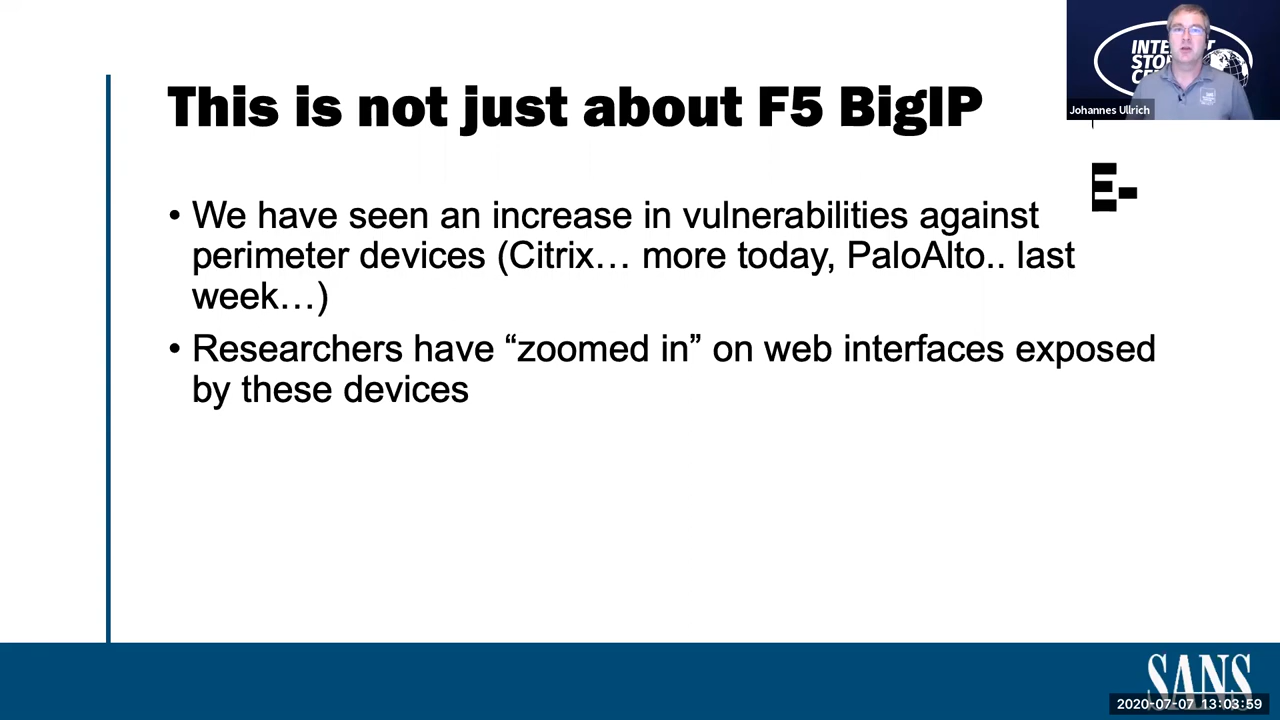 This is not just about F5 BigIP
Johannes Ullrich
E-
• We have seen an increase in vulnerabilities against
perimeter devices (Citrix… more today, PaloAlto.. last
week…)
• Researchers have “zoomed in” on web interfaces exposed
by these devices
SANS
2020-07-07 13:03:59